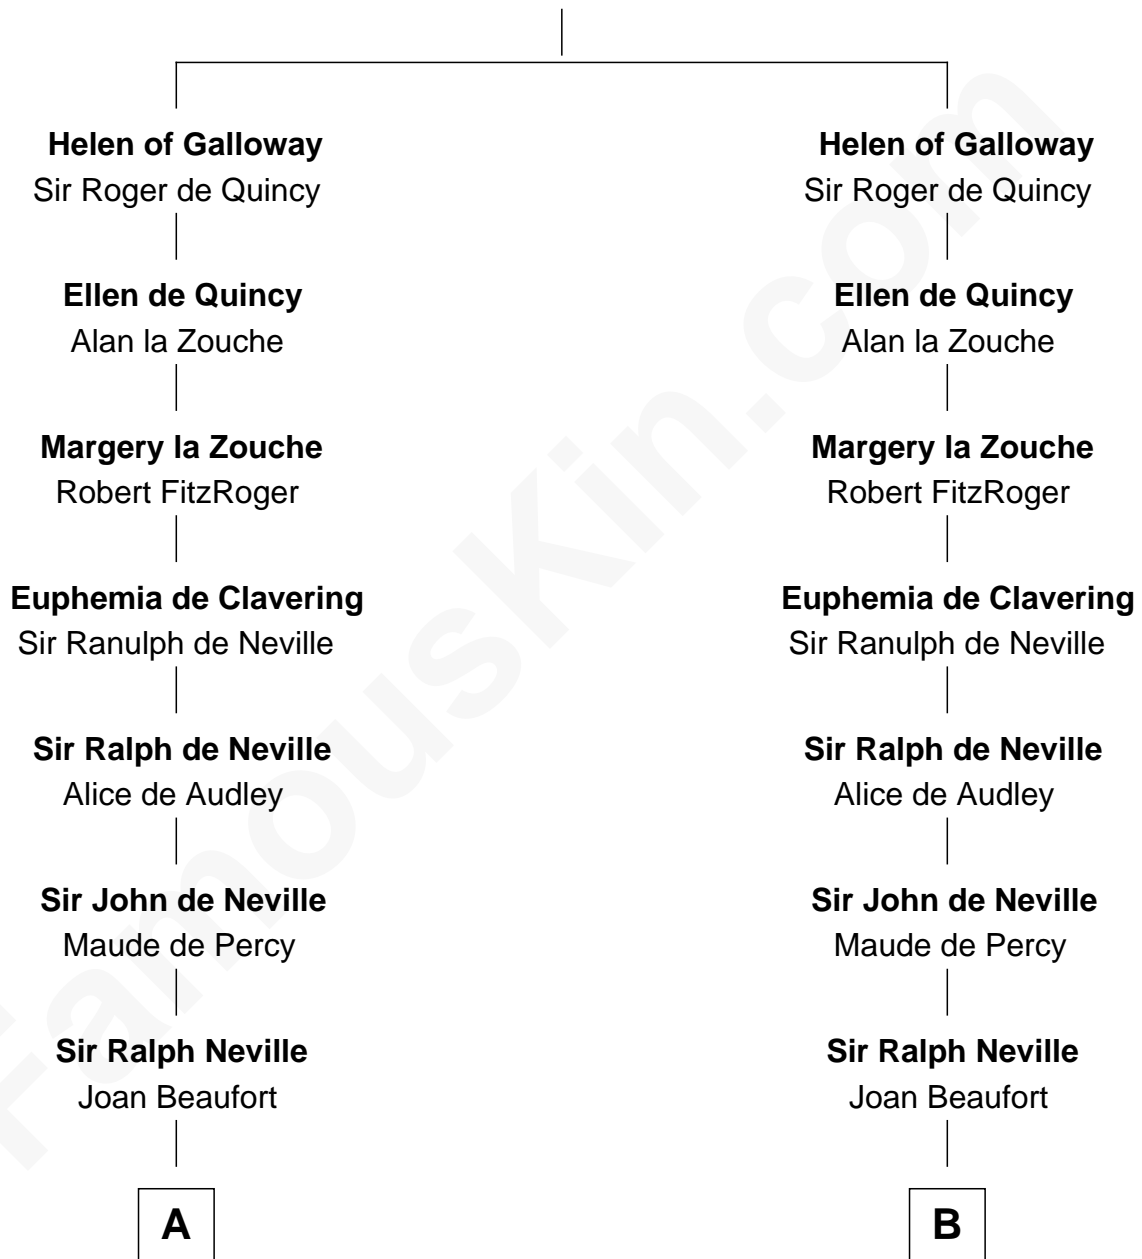 Helen of Galloway
Sir Roger de Quincy
Ellen de Quincy
Alan la Zouche
Margery la Zouche
Robert FitzRoger
Euphemia de Clavering
Sir Ranulph de Neville
Sir Ralph de Neville
Alice de Audley
Sir John de Neville
Maude de Percy
Sir Ralph Neville
Joan Beaufort
A
Helen of Galloway
Sir Roger de Quincy
Ellen de Quincy
Alan la Zouche
Margery la Zouche
Robert FitzRoger
Euphemia de Clavering
Sir Ranulph de Neville
Sir Ralph de Neville
Alice de Audley
Sir John de Neville
Maude de Percy
Sir Ralph Neville
Joan Beaufort
B
FamousKin.com